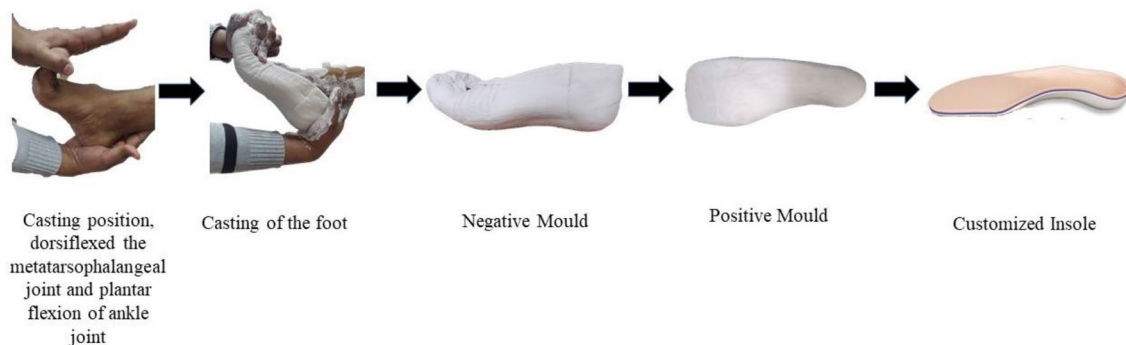 Casting position,
dorsiflexed the
metatarsophalangeal
joint and plantar
flexion of ankle
joint
Casting of the foot
Negative Mould
Positive Mould
Customized Insole